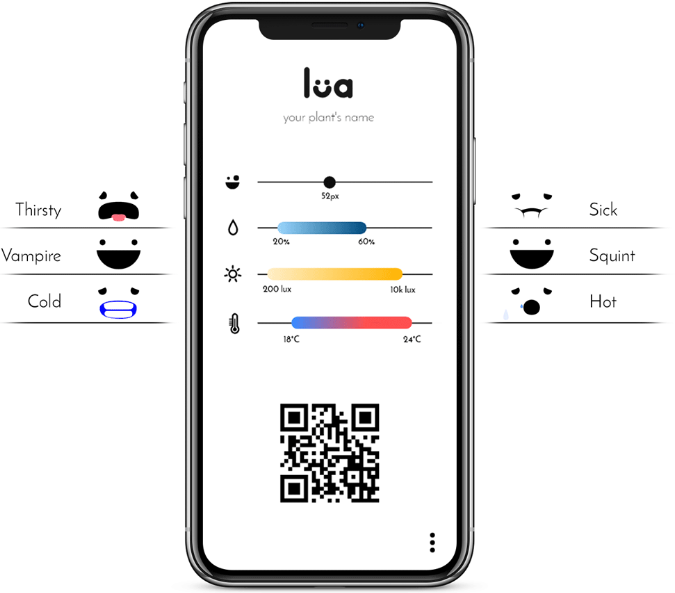 lüa
your plant's name
52px
20% 60%
200 lux 10k lux
18°C 24°C
Thirsty
Vampire
Cold
Sick
Squint
Hot